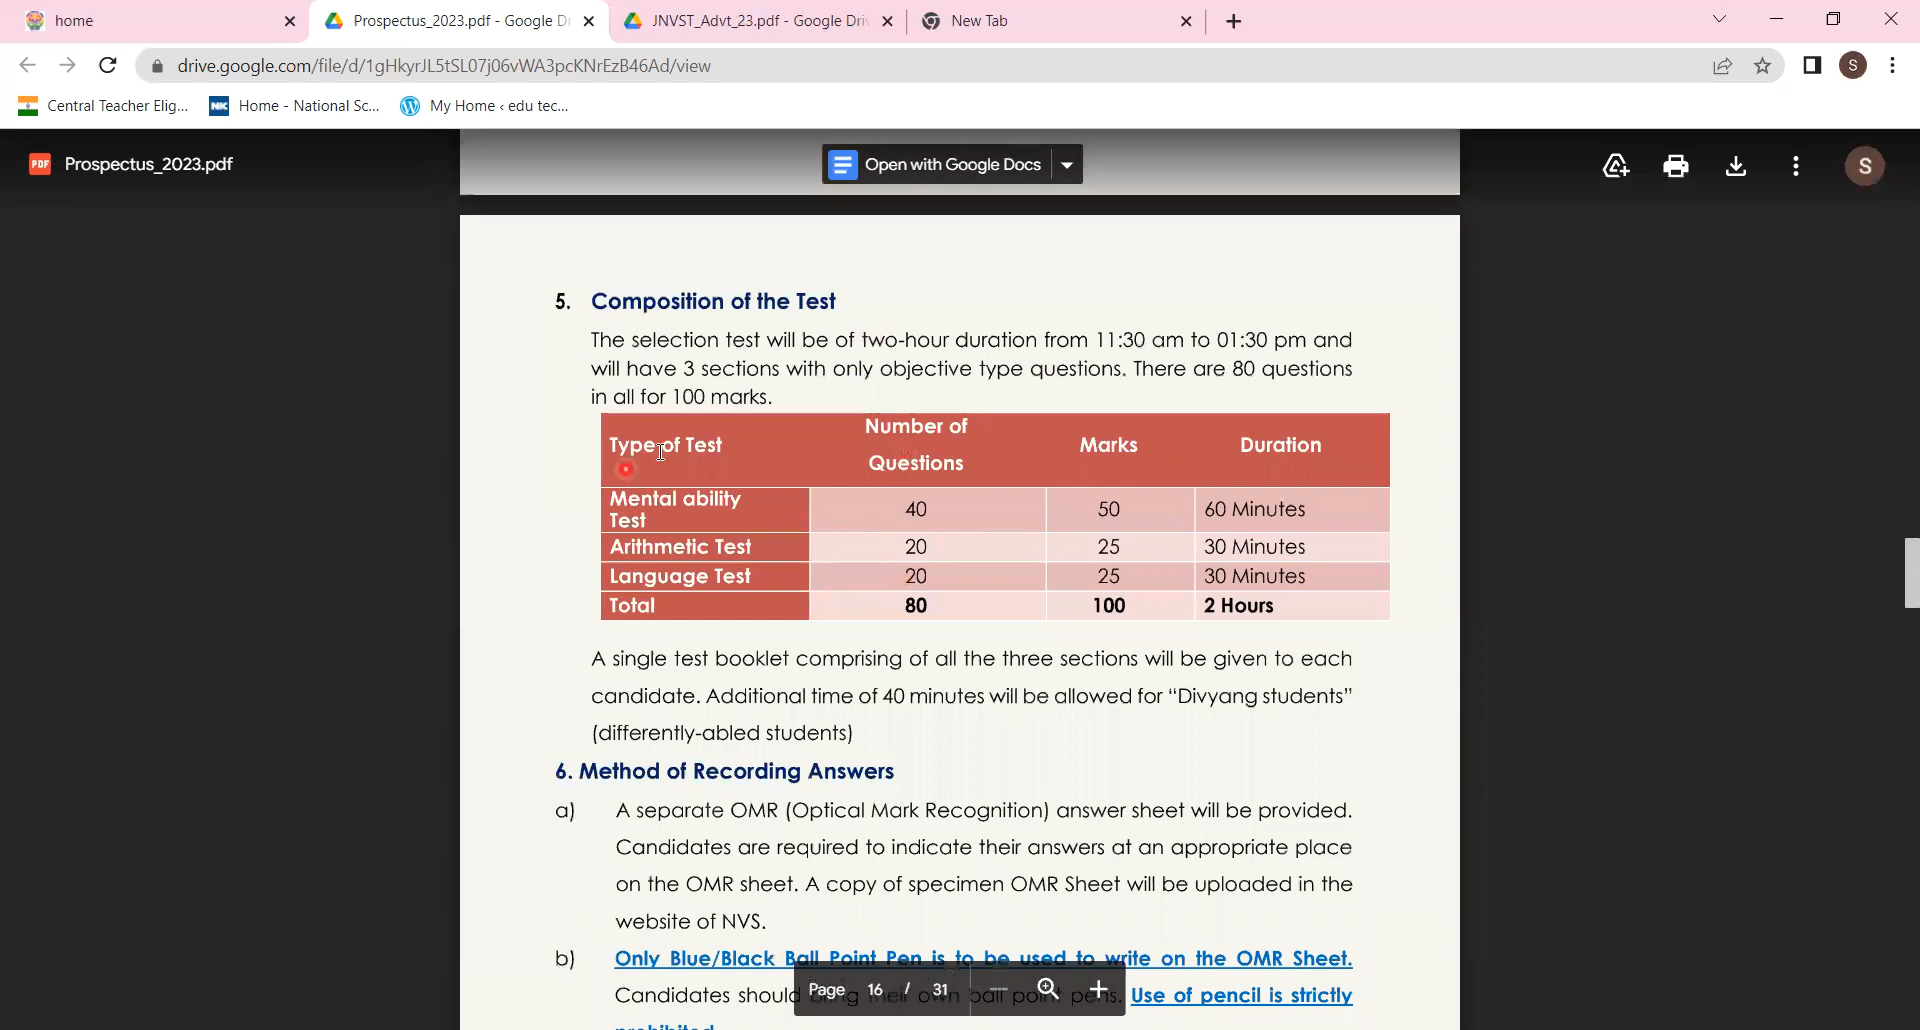 home
Prospectus_2023.pdf - Google Dr
JNVST_Advt_23.pdf - Google Driv
New Tab
drive.google.com/file/d/1gHkyrJL5tSL07j06vWA3pcKNrEzB46Ad/view
S
Central Teacher Elig...
NK Home - National Sc...
My Home ‹ edu tec...
PDF Prospectus_2023.pdf
Open with Google Docs
S
5. Composition of the Test
The selection test will be of two-hour duration from 11:30 am to 01:30 pm and
will have 3 sections with only objective type questions. There are 80 questions
in all for 100 marks.
Type of Test Number of Questions Marks Duration
Mental ability Test 40 50 60 Minutes
Arithmetic Test 20 25 30 Minutes
Language Test 20 25 30 Minutes
Total 80 100 2 Hours
A single test booklet comprising of all the three sections will be given to each
candidate. Additional time of 40 minutes will be allowed for “Divyang students”
(differently-abled students)
6. Method of Recording Answers
a) A separate OMR (Optical Mark Recognition) answer sheet will be provided.
Candidates are required to indicate their answers at an appropriate place
on the OMR sheet. A copy of specimen OMR Sheet will be uploaded in the
website of NVS.
b) Only Blue/Black Ball Point Pen is to be used to write on the OMR Sheet.
Candidates should bring their own ball point pens. Use of pencil is strictly
prohibited
Page 16 / 31